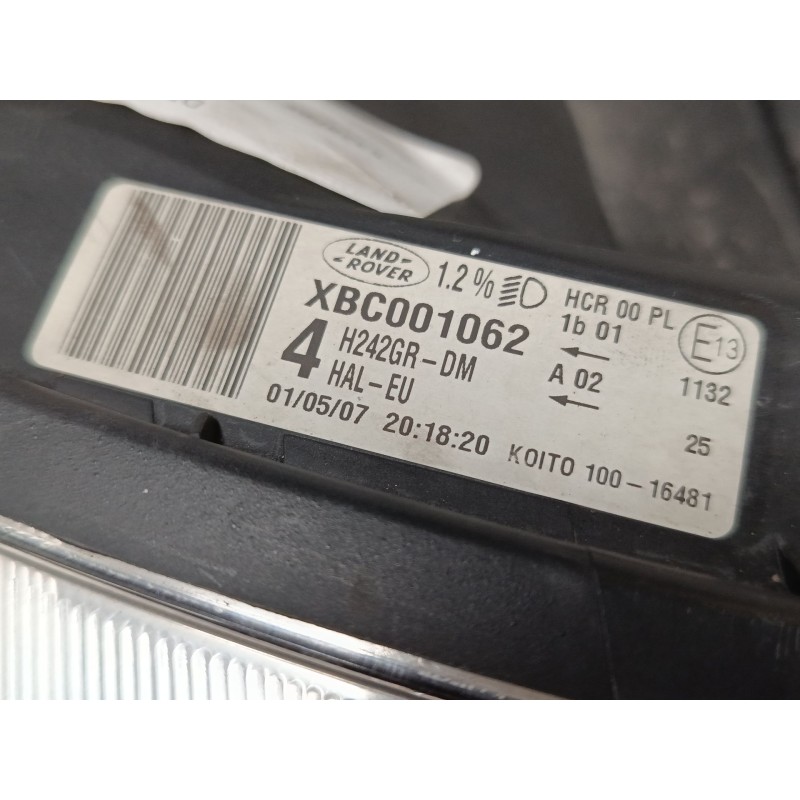 LAND
ROVER
1.2%
XBC001062
4
H242GR-DM
HAL-EU
01/05/07 20:18:20
HCR 00 PL
1b 01
←
A 02
←
E13
1132
25
KOITO 100-16481